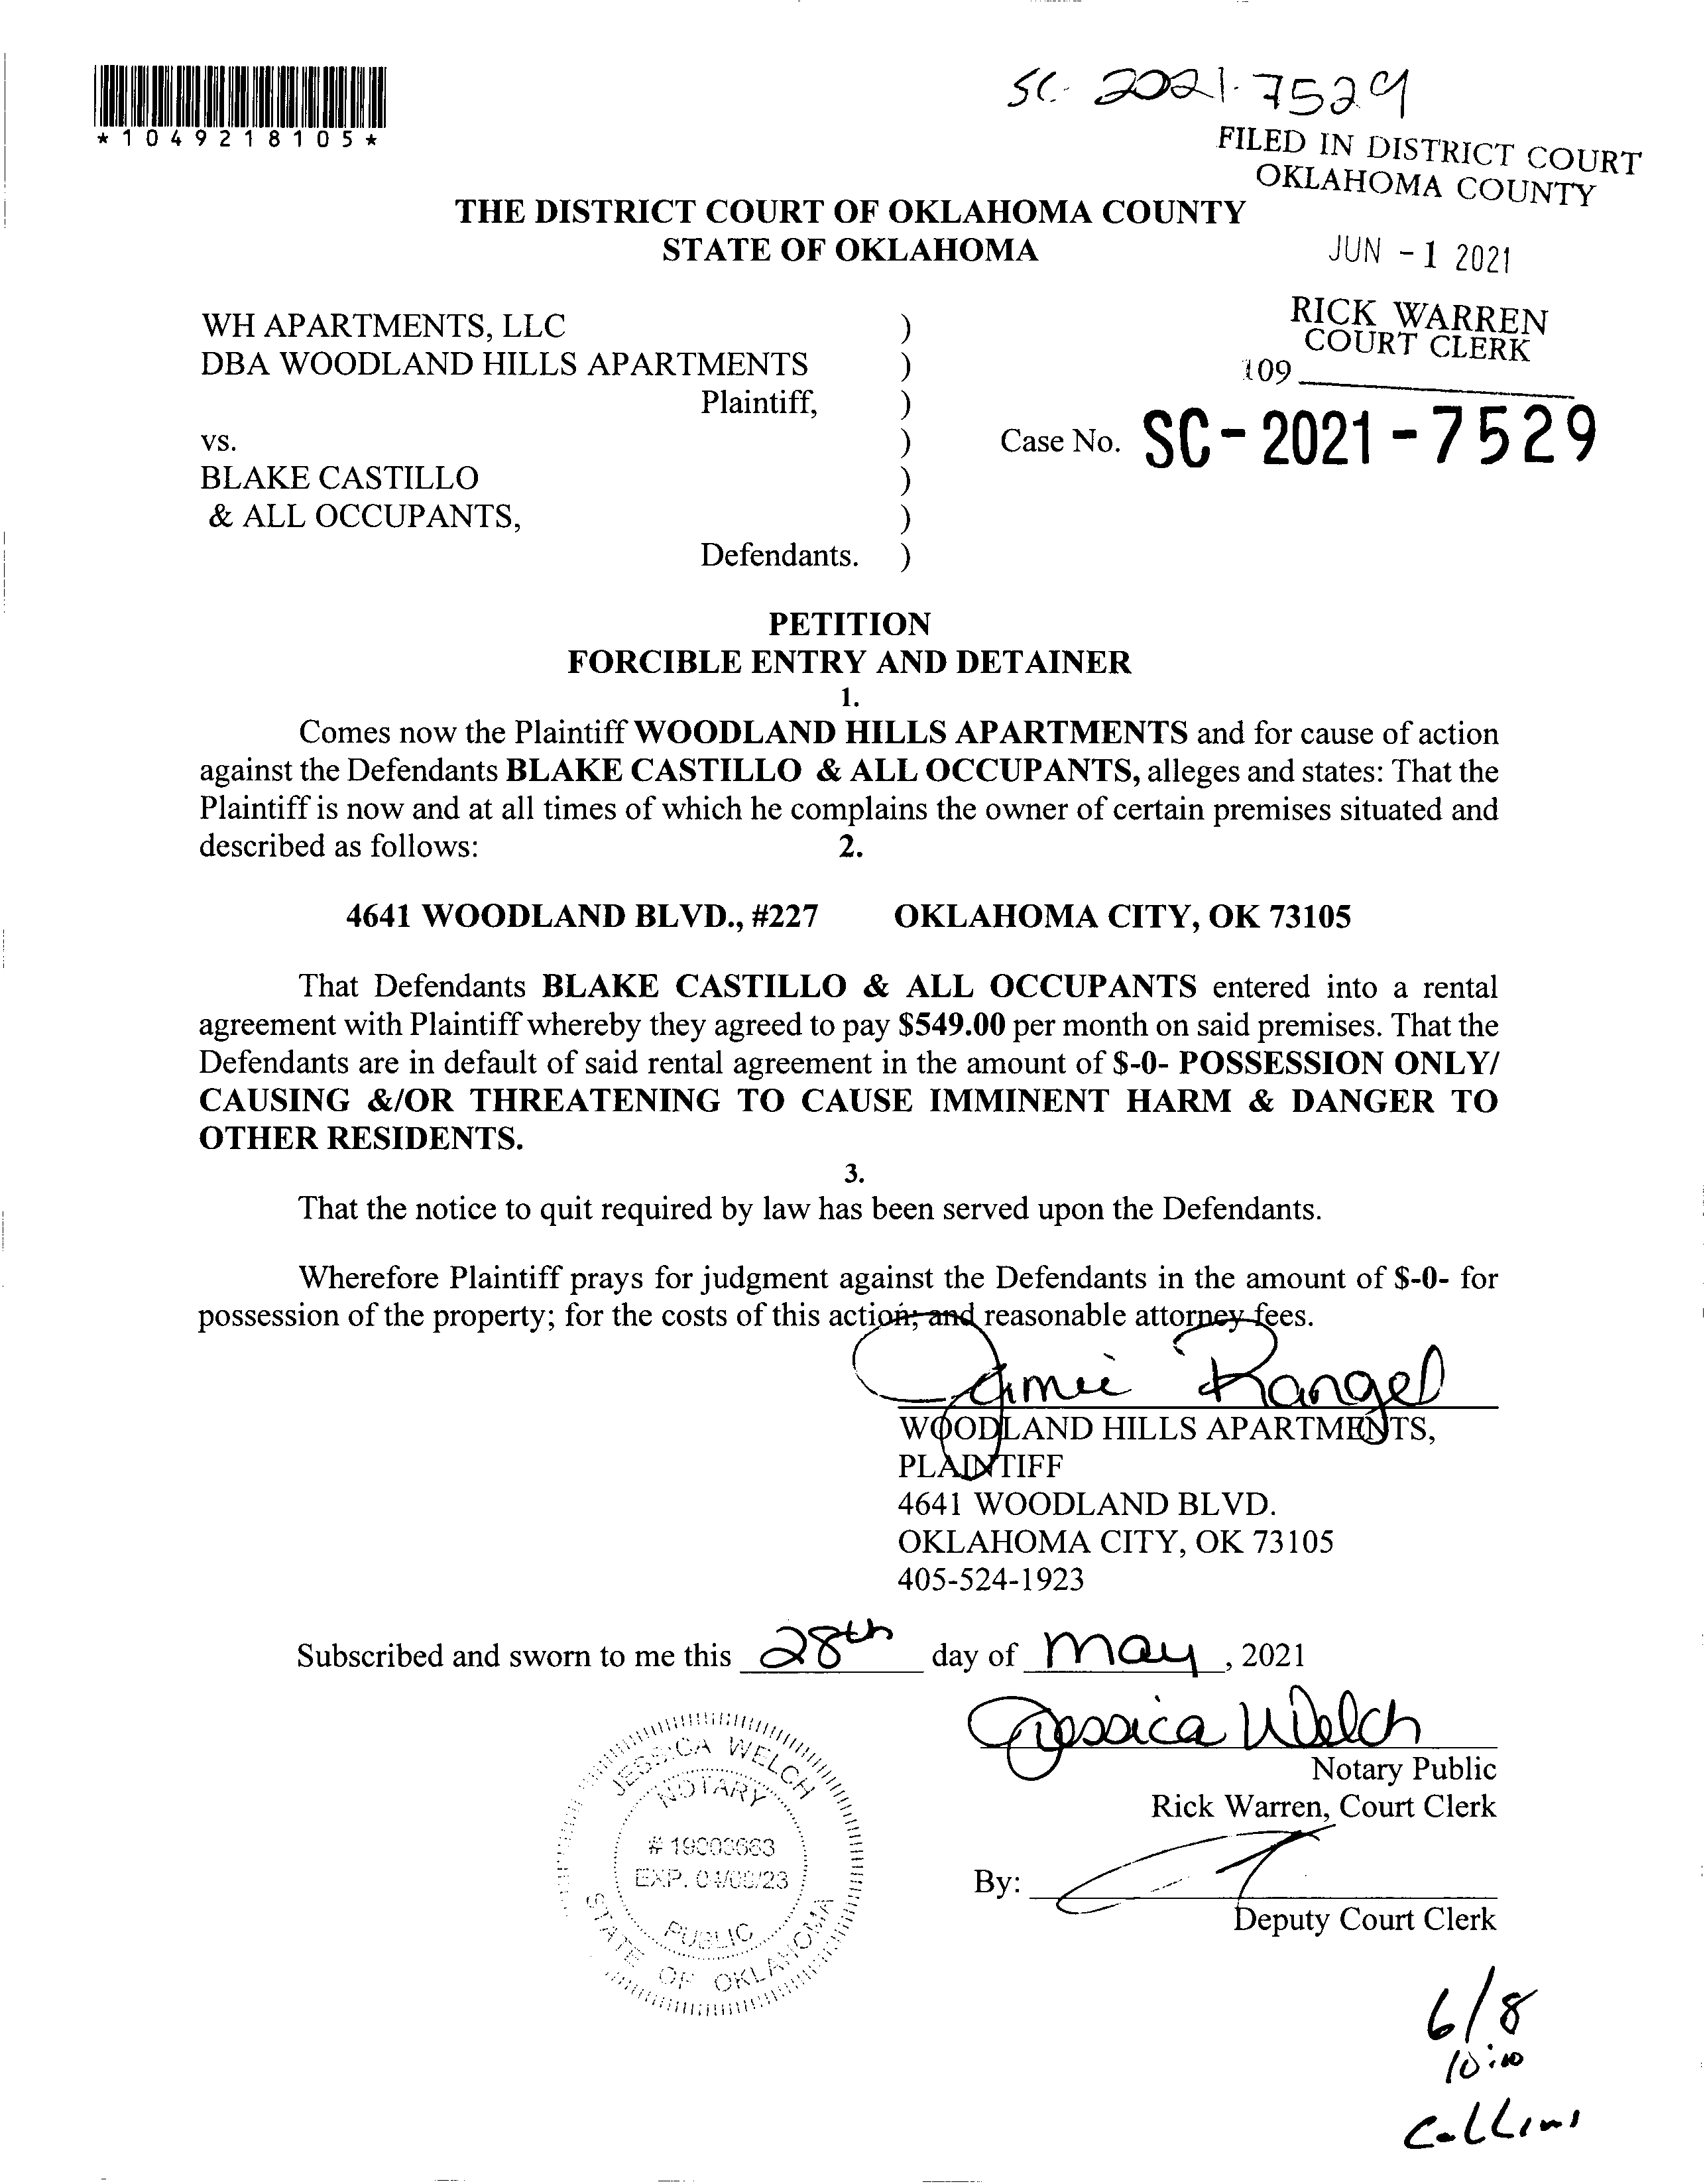 *1049218105*
SC-2021-7529
FILED IN DISTRICT COURT
OKLAHOMA COUNTY
THE DISTRICT COURT OF OKLAHOMA COUNTY
STATE OF OKLAHOMA
JUN -1 2021
RICK WARREN
COURT CLERK
109
WH APARTMENTS, LLC )
DBA WOODLAND HILLS APARTMENTS )
Plaintiff, )
vs. ) Case No. SC-2021-7529
BLAKE CASTILLO )
& ALL OCCUPANTS, )
Defendants. )
PETITION
FORCIBLE ENTRY AND DETAINER
1.
Comes now the Plaintiff WOODLAND HILLS APARTMENTS and for cause of action
against the Defendants BLAKE CASTILLO & ALL OCCUPANTS, alleges and states: That the
Plaintiff is now and at all times of which he complains the owner of certain premises situated and
described as follows: 2.
4641 WOODLAND BLVD., #227 OKLAHOMA CITY, OK 73105
That Defendants BLAKE CASTILLO & ALL OCCUPANTS entered into a rental
agreement with Plaintiff whereby they agreed to pay $549.00 per month on said premises. That the
Defendants are in default of said rental agreement in the amount of $-0- POSSESSION ONLY/
CAUSING &/OR THREATENING TO CAUSE IMMINENT HARM & DANGER TO
OTHER RESIDENTS.
3.
That the notice to quit required by law has been served upon the Defendants.
Wherefore Plaintiff prays for judgment against the Defendants in the amount of $-0- for
possession of the property; for the costs of this action; and reasonable attorney fees.
Jamie Rangel
WOODLAND HILLS APARTMENTS,
PLAINTIFF
4641 WOODLAND BLVD.
OKLAHOMA CITY, OK 73105
405-524-1923
Subscribed and sworn to me this 28th day of May, 2021
Jessica Welch
Notary Public
Rick Warren, Court Clerk
By:
Deputy Court Clerk
JESSICA WELCH
NOTARY
EXP.
PUBLIC
STATE OF OKLAHOMA
6/8
10:00
Collins